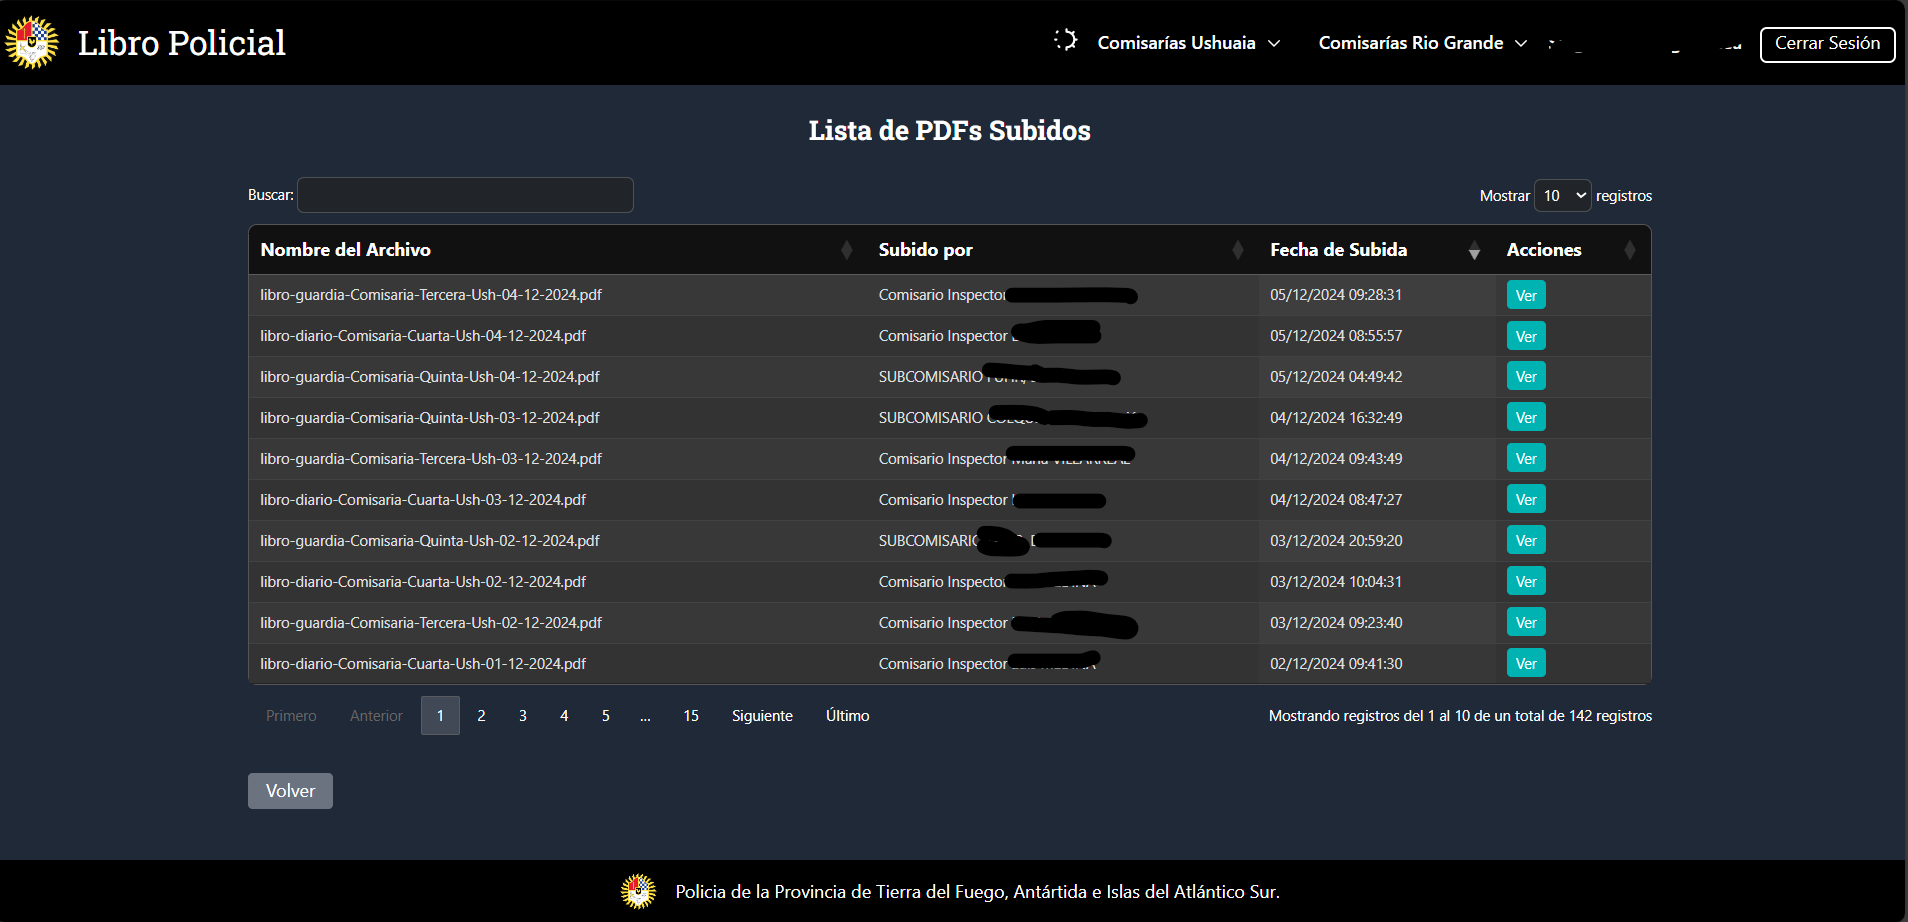 Libro Policial
Comisarías Ushuaia
Comisarías Rio Grande
Cerrar Sesión
Lista de PDFs Subidos
Buscar:
Mostrar 10 registros
Nombre del Archivo Subido por Fecha de Subida Acciones
libro-guardia-Comisaria-Tercera-Ush-04-12-2024.pdf Comisario Inspector 05/12/2024 09:28:31 Ver
libro-diario-Comisaria-Cuarta-Ush-04-12-2024.pdf Comisario Inspector 05/12/2024 08:55:57 Ver
libro-guardia-Comisaria-Quinta-Ush-04-12-2024.pdf SUBCOMISARIO 05/12/2024 04:49:42 Ver
libro-guardia-Comisaria-Quinta-Ush-03-12-2024.pdf SUBCOMISARIO 04/12/2024 16:32:49 Ver
libro-guardia-Comisaria-Tercera-Ush-03-12-2024.pdf Comisario Inspector 04/12/2024 09:43:49 Ver
libro-diario-Comisaria-Cuarta-Ush-03-12-2024.pdf Comisario Inspector 04/12/2024 08:47:27 Ver
libro-guardia-Comisaria-Quinta-Ush-02-12-2024.pdf SUBCOMISARIO 03/12/2024 20:59:20 Ver
libro-diario-Comisaria-Cuarta-Ush-02-12-2024.pdf Comisario Inspector 03/12/2024 10:04:31 Ver
libro-guardia-Comisaria-Tercera-Ush-02-12-2024.pdf Comisario Inspector 03/12/2024 09:23:40 Ver
libro-diario-Comisaria-Cuarta-Ush-01-12-2024.pdf Comisario Inspector 02/12/2024 09:41:30 Ver
Primero Anterior 1 2 3 4 5 ... 15 Siguiente Último
Mostrando registros del 1 al 10 de un total de 142 registros
Volver
Policia de la Provincia de Tierra del Fuego, Antártida e Islas del Atlántico Sur.